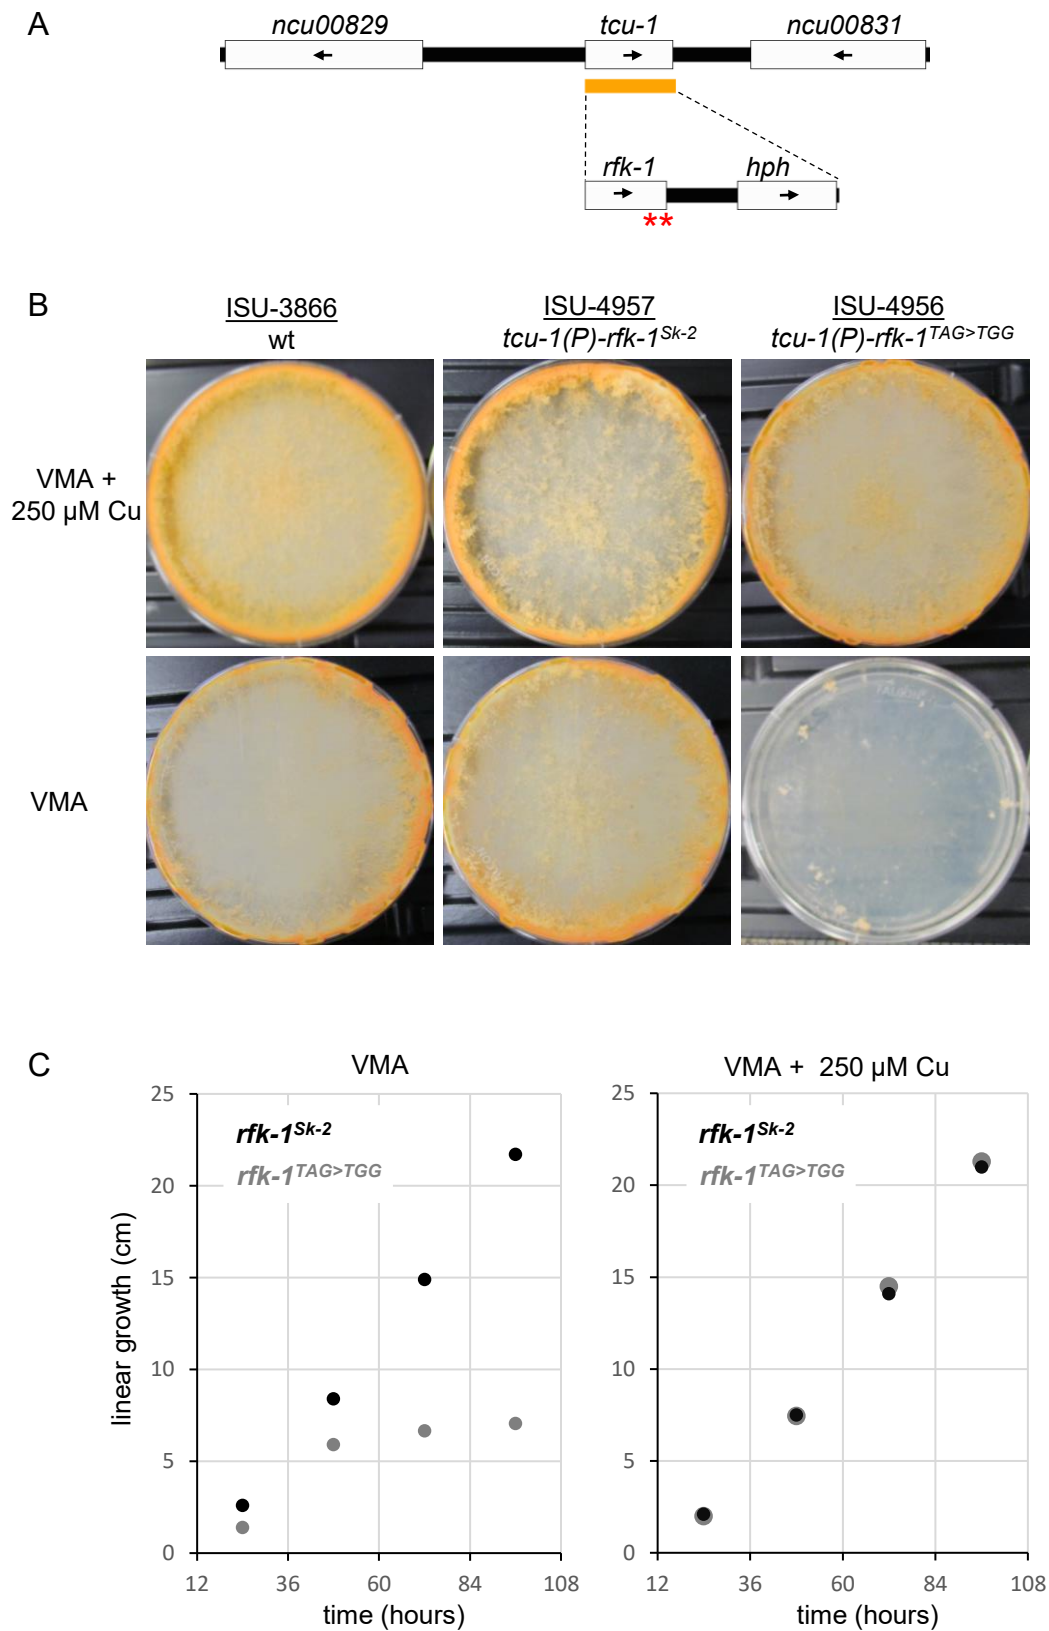 A
ncu00829 tcu-1 ncu00831
rfk-1 hph
**
B
ISU-3866 ISU-4957 ISU-4956
wt tcu-1(P)-rfk-1Sk-2 tcu-1(P)-rfk-1TAG>TGG
VMA +
250 µM Cu
VMA
C
VMA
25
20
15
10
5
0
rfk-1Sk-2
rfk-1TAG>TGG
linear growth (cm)
12 36 60 84 108
time (hours)
VMA + 250 µM Cu
25
20
15
10
5
0
rfk-1Sk-2
rfk-1TAG>TGG
12 36 60 84 108
time (hours)